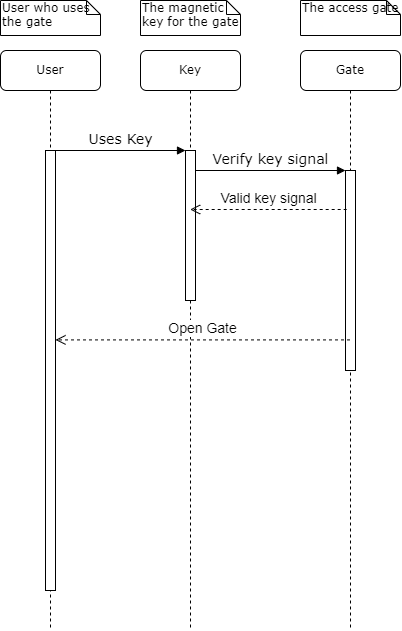 User who uses
the gate
The magnetic
key for the gate
The access gate
User
Key
Gate
Uses Key
Verify key signal
Valid key signal
Open Gate